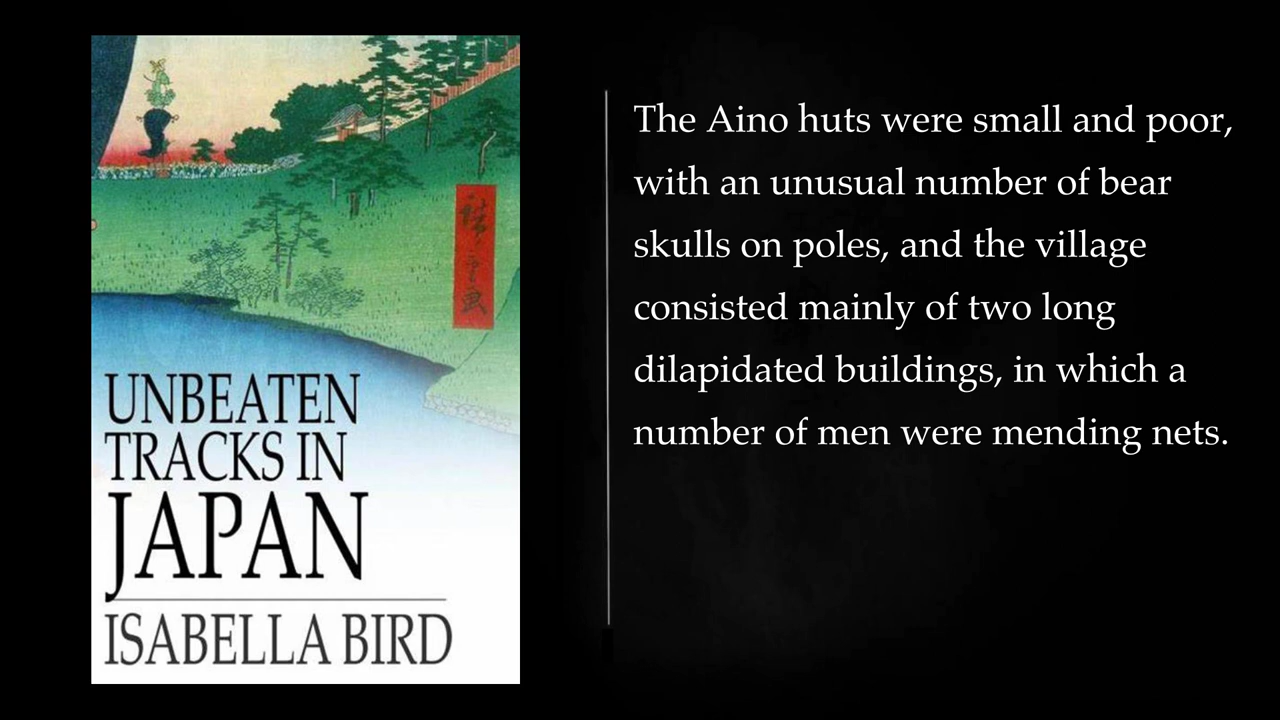 UNBEATEN
TRACKS IN
JAPAN
ISABELLA BIRD
The Aino huts were small and poor,
with an unusual number of bear
skulls on poles, and the village
consisted mainly of two long
dilapidated buildings, in which a
number of men were mending nets.